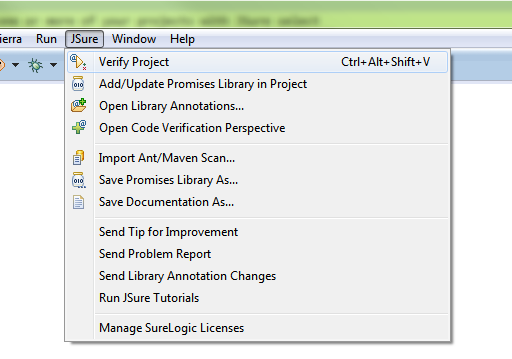 one or more of your projects with JSure select
ierra Run JSure Window Help
Verify Project Ctrl+Alt+Shift+V
Add/Update Promises Library in Project
Open Library Annotations...
Open Code Verification Perspective
Import Ant/Maven Scan...
Save Promises Library As...
Save Documentation As...
Send Tip for Improvement
Send Problem Report
Send Library Annotation Changes
Run JSure Tutorials
Manage SureLogic Licenses